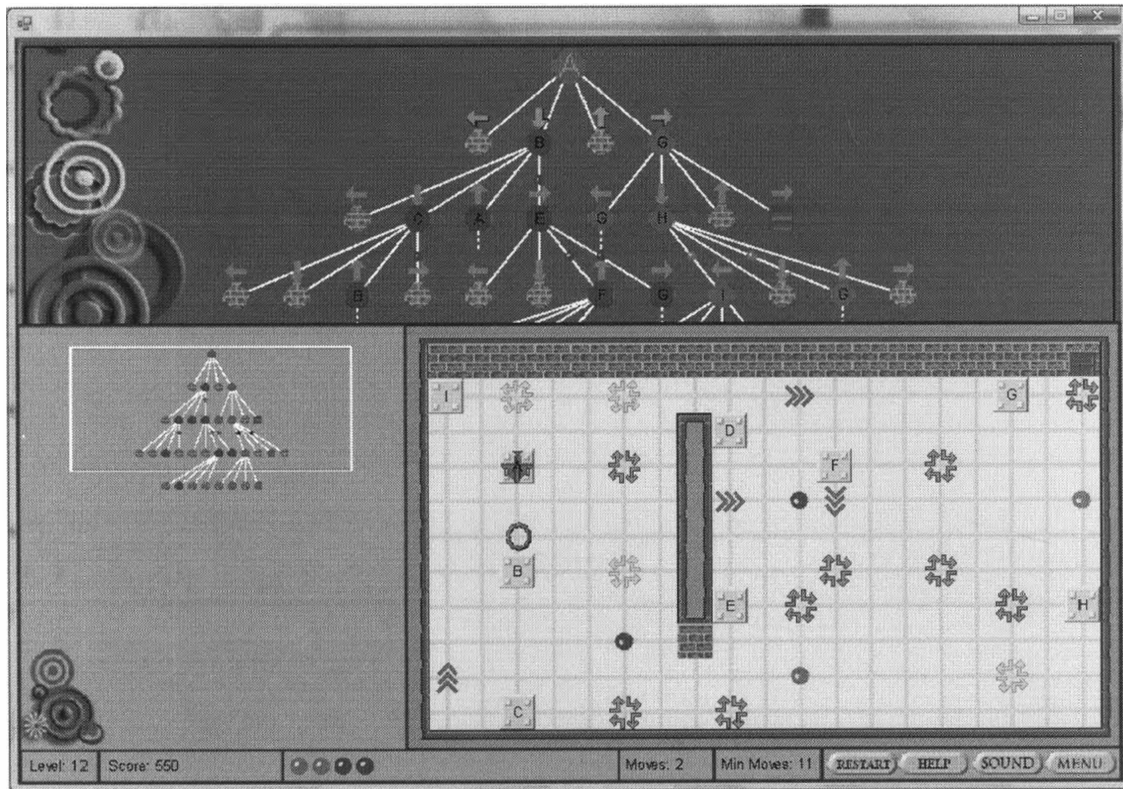 A
B G
C A E G H
B F G I G
I G
D
F
B
E H
C
Level: 12 Score: 550 Moves: 2 Min Moves: 11 RESTART HELP SOUND MENU